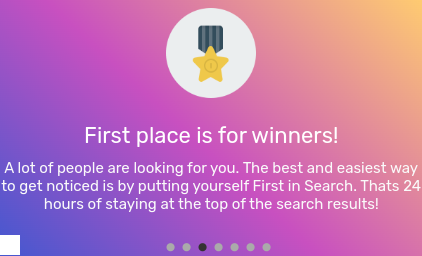 First place is for winners!
A lot of people are looking for you. The best and easiest way
to get noticed is by putting yourself First in Search. Thats 24
hours of staying at the top of the search results!